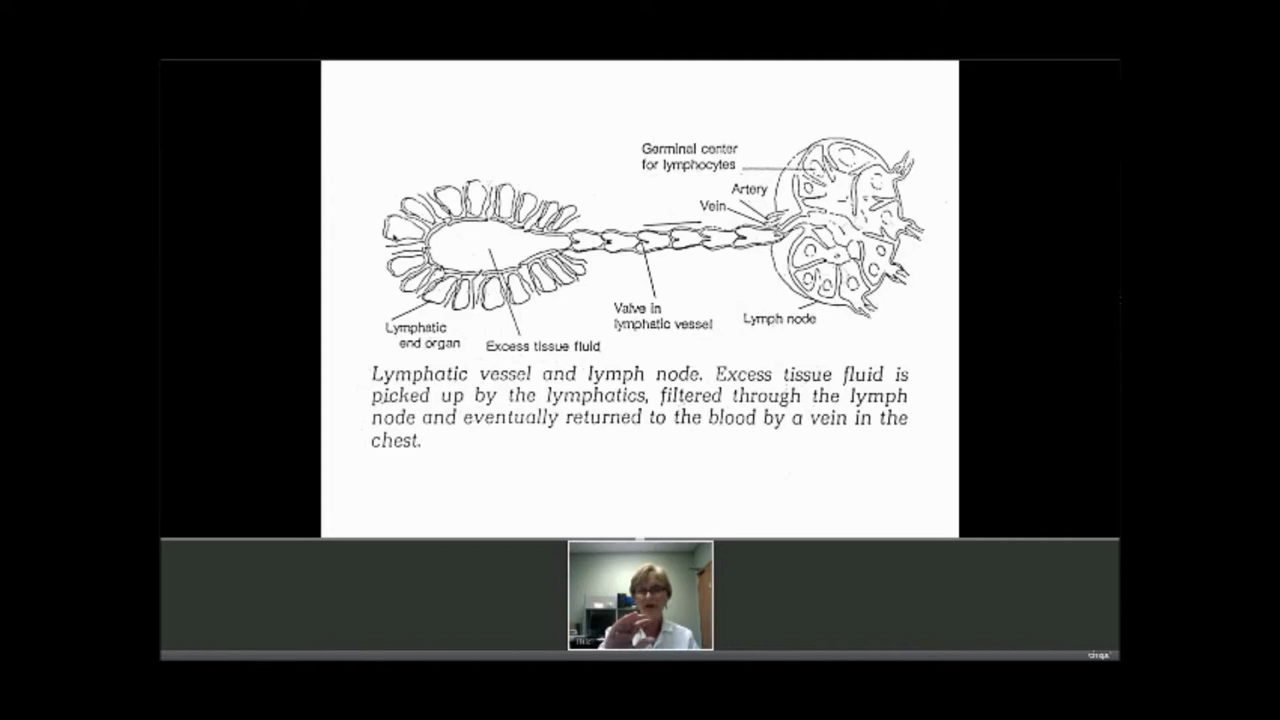 Germinal center
for lymphocytes
Artery
Vein
Valve in
lymphatic vessel
Lymph node
Lymphatic
end organ
Excess tissue fluid
Lymphatic vessel and lymph node. Excess tissue fluid is
picked up by the lymphatics, filtered through the lymph
node and eventually returned to the blood by a vein in the
chest.